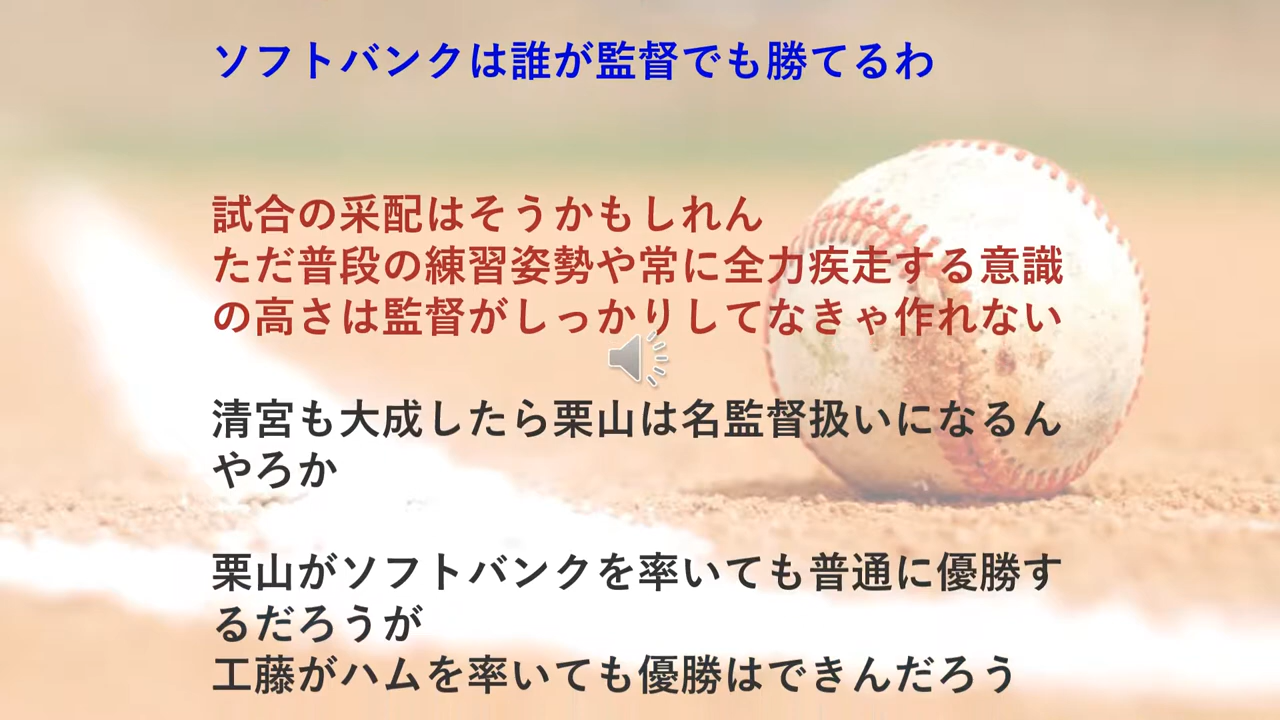 ソフトバンクは誰が監督でも勝てるわ
試合の采配はそうかもしれん
ただ普段の練習姿勢や常に全力疾走する意識
の高さは監督がしっかりしてなきゃ作れない
清宮も大成したら栗山は名監督扱いになるん
やろか
栗山がソフトバンクを率いても普通に優勝す
るだろうが
工藤がハムを率いても優勝はできんだろう